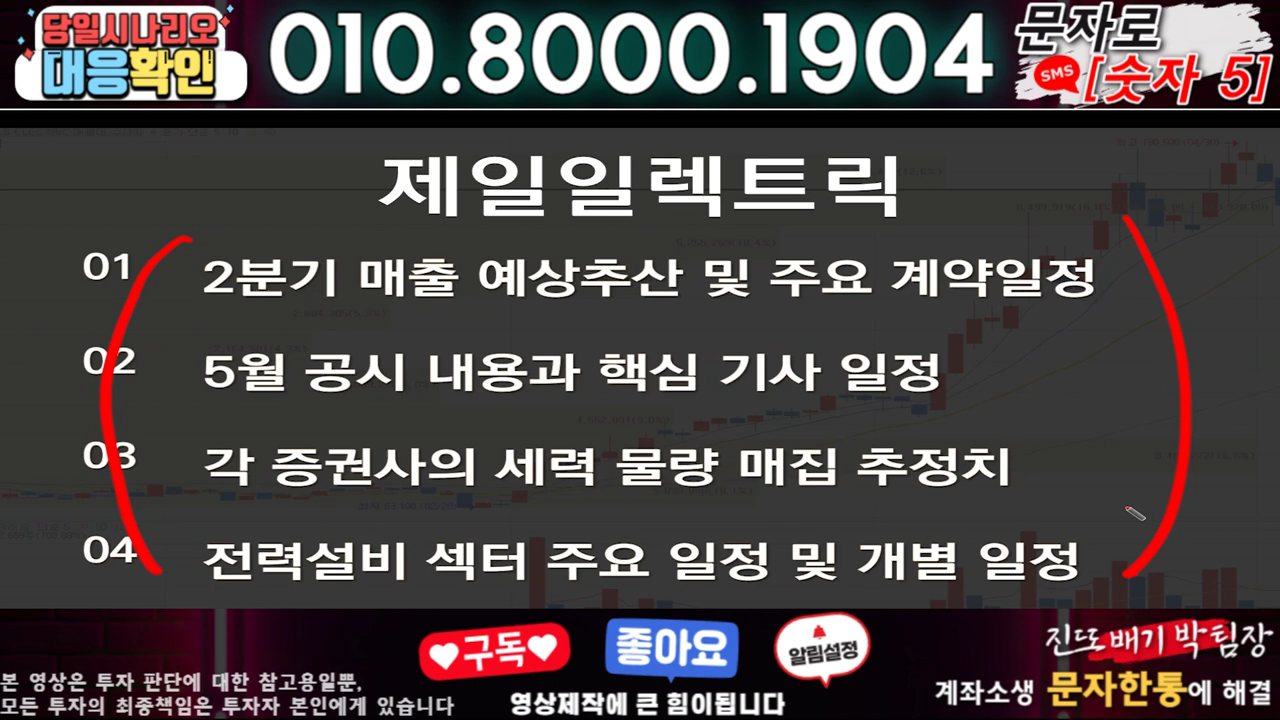 당일시나리오
대응확인
010.8000.1904
문자로
SMS
[숫자 5]
제일일렉트릭
01 2분기 매출 예상추산 및 주요 계약일정
02 5월 공시 내용과 핵심 기사 일정
03 각 증권사의 세력 물량 매집 추정치
04 전력설비 섹터 주요 일정 및 개별 일정
구독
좋아요
알림설정
영상제작에 큰 힘이됩니다
본 영상은 투자 판단에 대한 참고용일뿐,
모든 투자의 최종책임은 투자자 본인에게 있습니다
진또배기 박팀장
계좌소생 문자한통에 해결